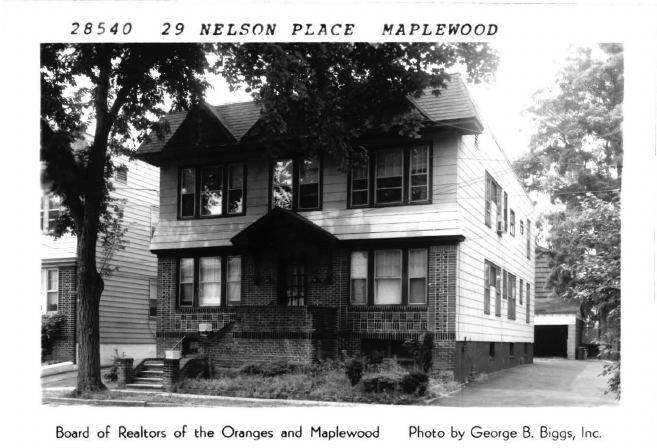 28540 29 NELSON PLACE MAPLEWOOD
Board of Realtors of the Oranges and Maplewood Photo by George B. Biggs, Inc.